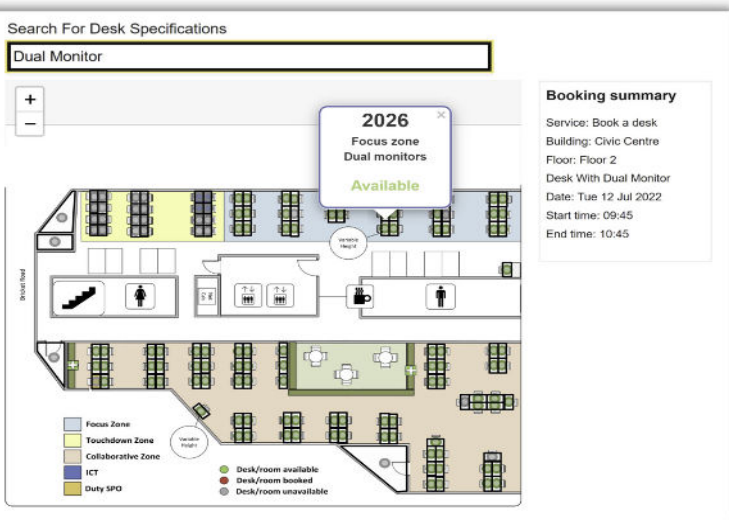 Search For Desk Specifications
Dual Monitor
+
−
2026
×
Focus zone
Dual monitors
Available
Booking summary
Service: Book a desk
Building: Civic Centre
Floor: Floor 2
Desk With Dual Monitor
Date: Tue 12 Jul 2022
Start time: 09:45
End time: 10:45
Variable
Height
Bricket Road
Variable
Height
Focus Zone
Touchdown Zone
Collaborative Zone
ICT
Duty SPO
Desk/room available
Desk/room booked
Desk/room unavailable